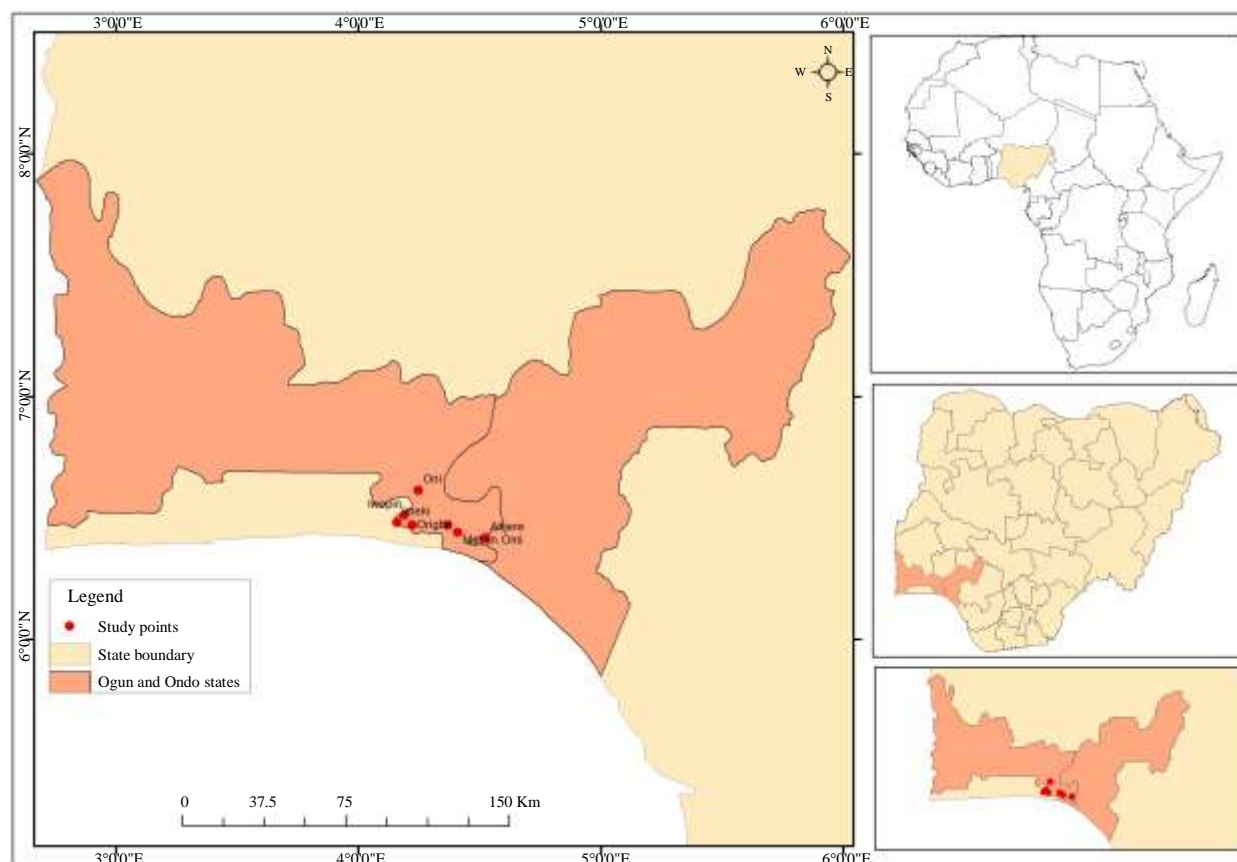 3°0'0"E 4°0'0"E 5°0'0"E 6°0'0"E
N
W E
S
8°0'0"N
7°0'0"N
6°0'0"N
Oni
Origbo
Akere
Oni
Legend
Study points
State boundary
Ogun and Ondo states
0 37.5 75 150 Km
3°0'0"E 4°0'0"E 5°0'0"E 6°0'0"E